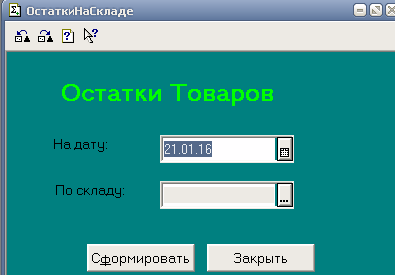 ОстаткиНаСкладе
Остатки Товаров
На дату: 21.01.16
По складу: ...
Сформировать Закрыть